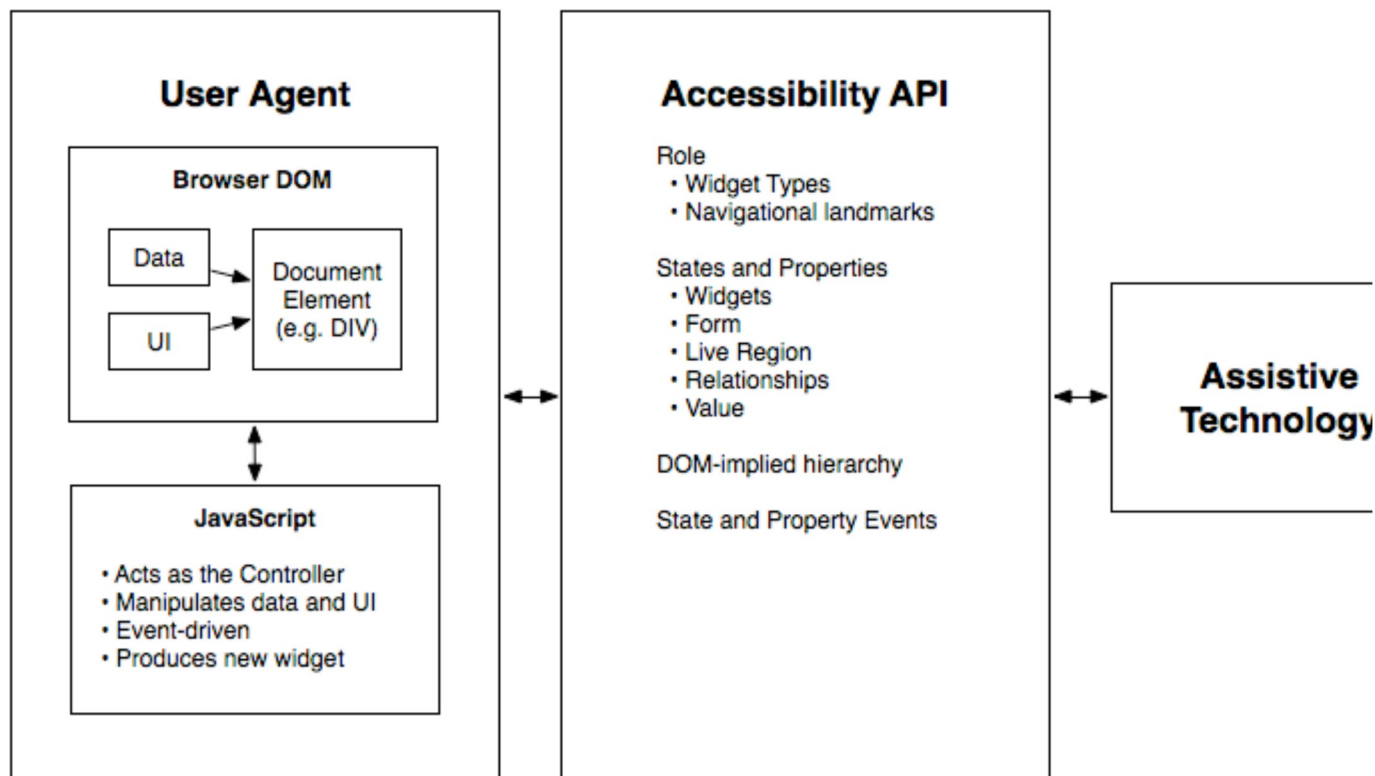 User Agent
Browser DOM
Data
UI
Document
Element
(e.g. DIV)
JavaScript
• Acts as the Controller
• Manipulates data and UI
• Event-driven
• Produces new widget
Accessibility API
Role
• Widget Types
• Navigational landmarks
States and Properties
• Widgets
• Form
• Live Region
• Relationships
• Value
DOM-implied hierarchy
State and Property Events
Assistive
Technology